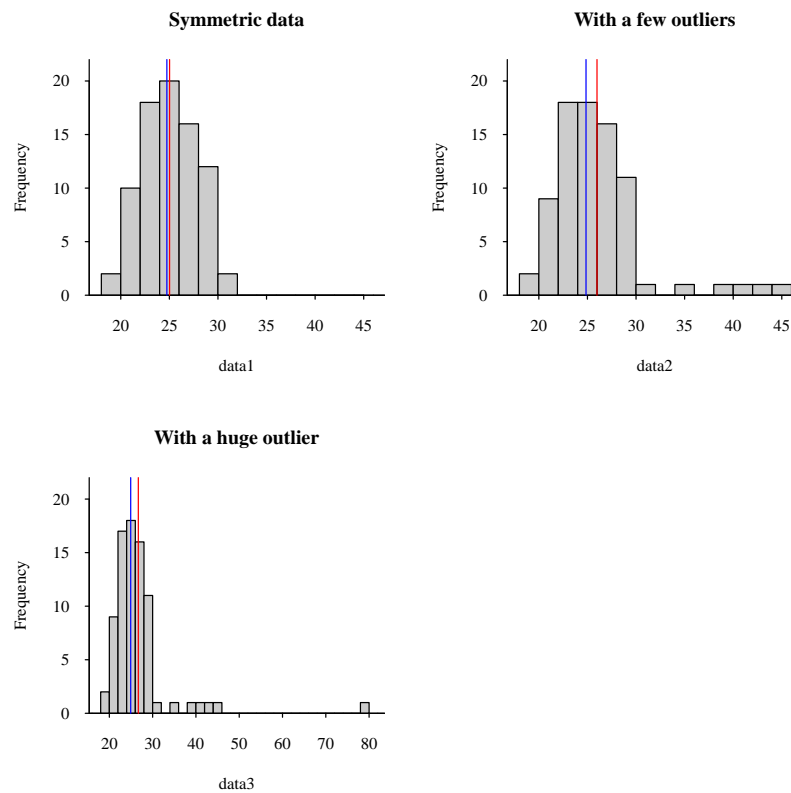 Symmetric data
Frequency
20
15
10
5
0
20 25 30 35 40 45
data1
With a few outliers
Frequency
20
15
10
5
0
20 25 30 35 40 45
data2
With a huge outlier
Frequency
20
15
10
5
0
20 30 40 50 60 70 80
data3